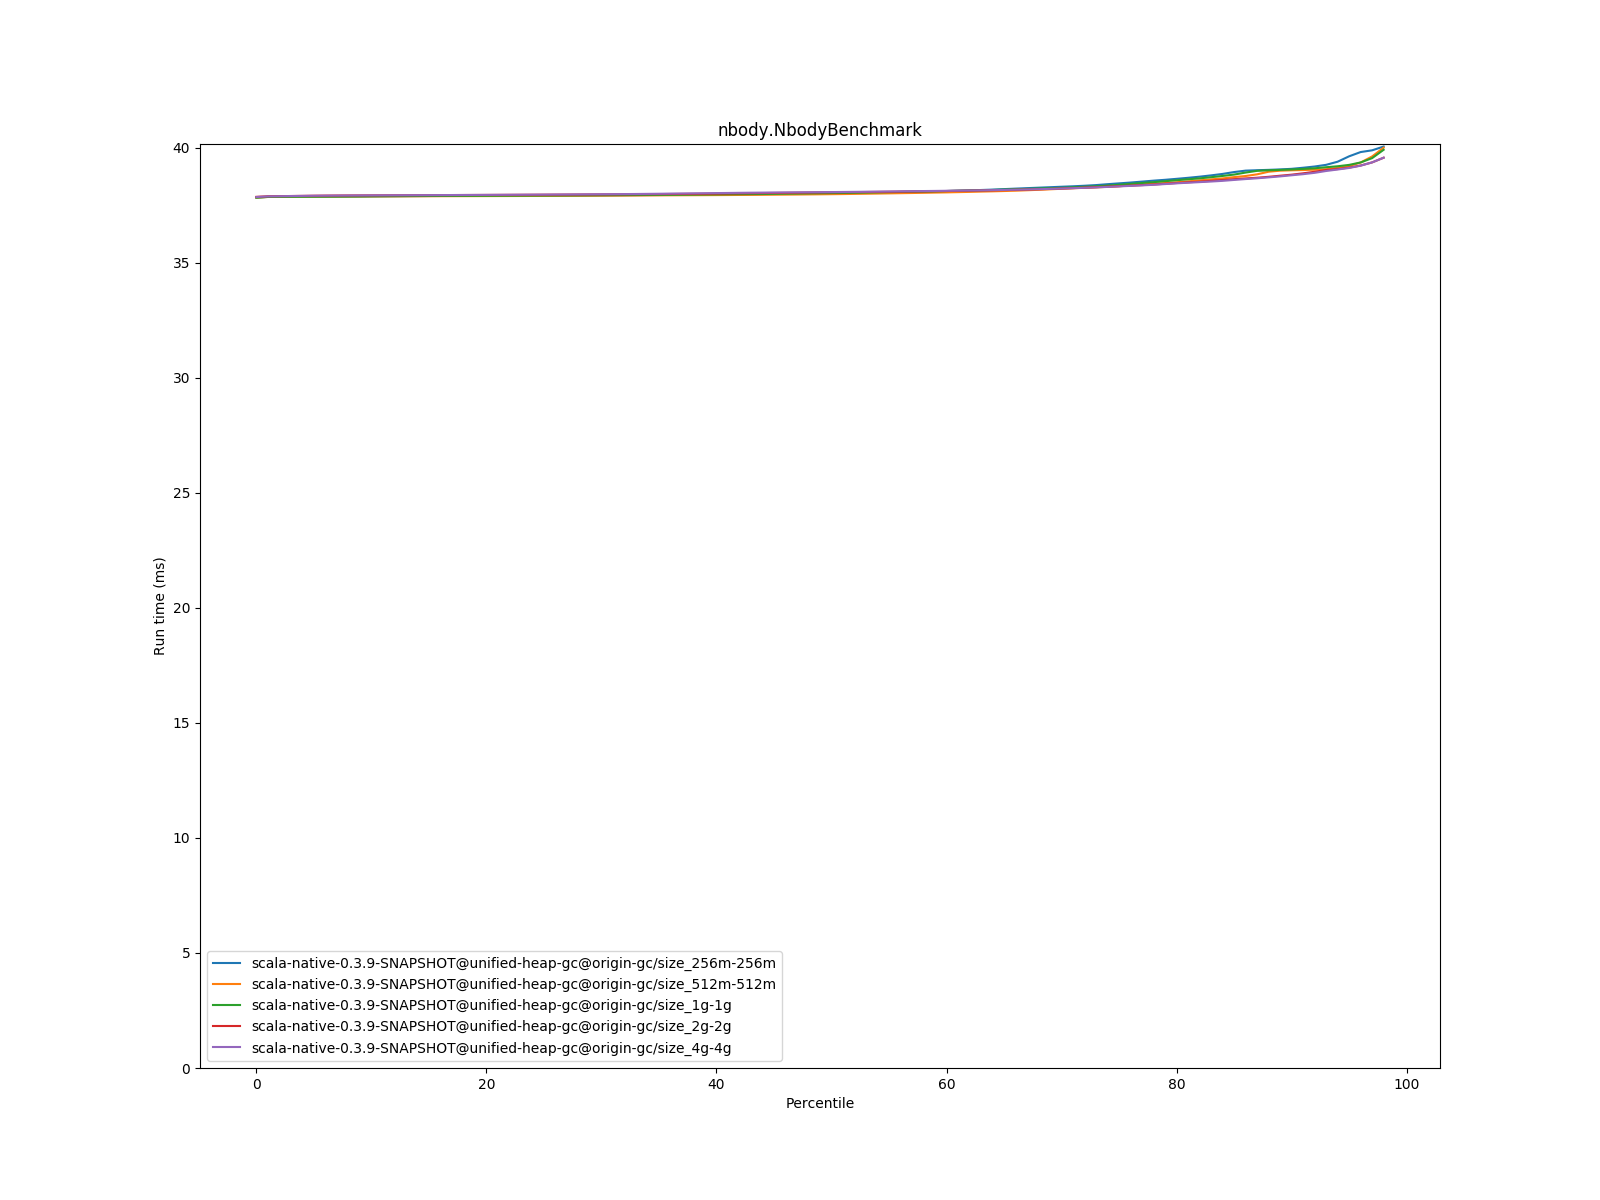 nbody.NbodyBenchmark
40
35
30
25
20
15
10
5
0
Run time (ms)
scala-native-0.3.9-SNAPSHOT@unified-heap-gc@origin-gc/size_256m-256m
scala-native-0.3.9-SNAPSHOT@unified-heap-gc@origin-gc/size_512m-512m
scala-native-0.3.9-SNAPSHOT@unified-heap-gc@origin-gc/size_1g-1g
scala-native-0.3.9-SNAPSHOT@unified-heap-gc@origin-gc/size_2g-2g
scala-native-0.3.9-SNAPSHOT@unified-heap-gc@origin-gc/size_4g-4g
0 20 40 60 80 100
Percentile